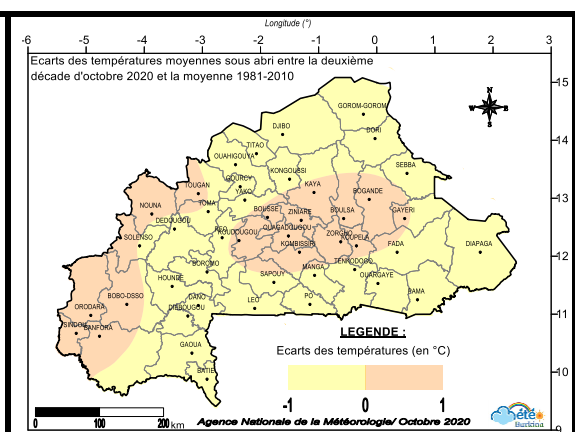 Longitude (°)
-6 -5 -4 -3 -2 -1 0 1 2 3
Ecarts des températures moyennes sous abri entre la deuxième
décade d'octobre 2020 et la moyenne 1981-2010
15
GOROM-GOROM
N
W E
S
14
DJIBO
DORI
TITAO
OUAHIGOUYA
SEBBA
KONGOUSSI
GOURCY
TOUGAN
KAYA
YAKO
BOGANDE
13
NOUNA
TOMA
BOUSSE
ZINIARE
BOULSA
GAYERI
DEDOUGOU
OUAGADOUGOU
ZORGHO
KOUDOUGOU
SOLENSO
KOMBISSIRI
KOUPELA
FADA
DIAPAGA
12
BOROMO
MANGA
TENKODOGO
HOUNDE
SAPOUY
OUARGAYE
BOBO-DSSO
DANO
LEO
PO
PAMA
ORODARA
DIEBOUGOU
11
SINDOU
BANFORA
LEGENDE :
GAOUA
Ecarts des températures (en °C)
BATIE
10
-1 0 1
0 100 200 km
Agence Nationale de la Météorologie/ Octobre 2020
Météo
Burkina
9